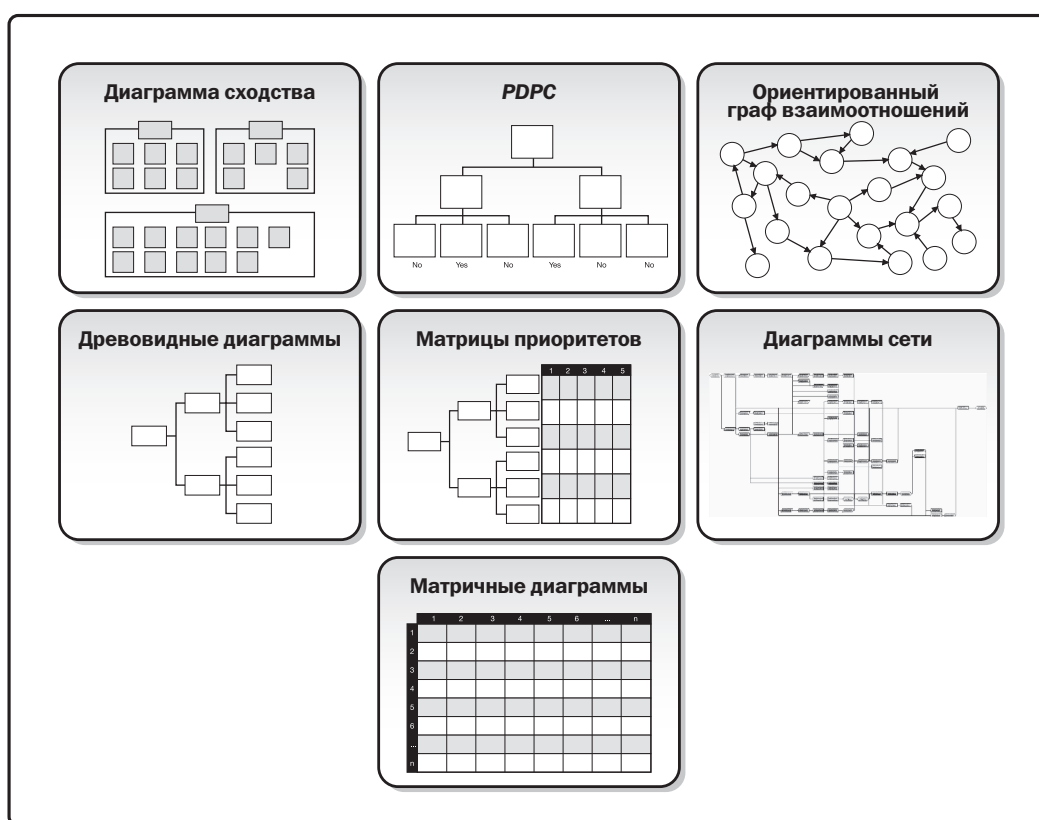 Диаграмма сходства
PDPC
No Yes No Yes No No
Ориентированный
граф взаимоотношений
Древовидные диаграммы
Матрицы приоритетов
1 2 3 4 5
Диаграммы сети
Матричные диаграммы
1 2 3 4 5 6 ... n
1
2
3
4
5
6
...
n